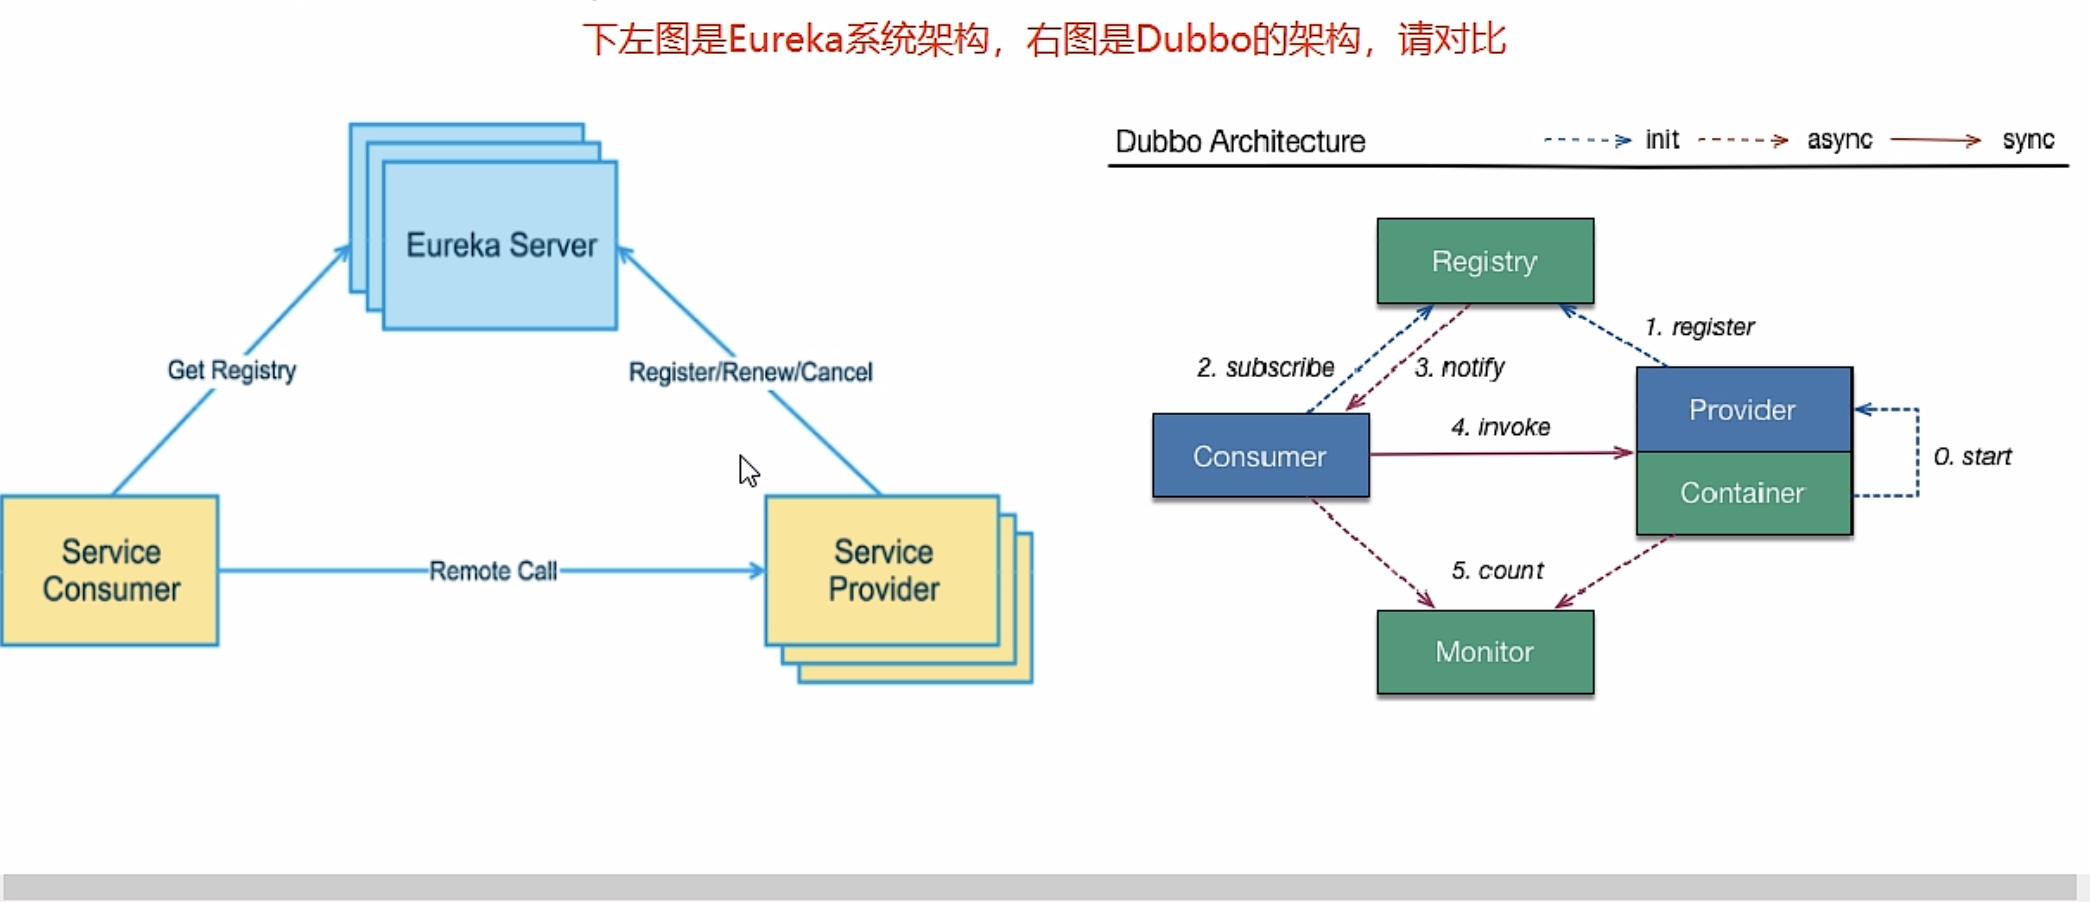 下左图是Eureka系统架构，右图是Dubbo的架构，请对比
Eureka Server
Get Registry
Register/Renew/Cancel
Service
Consumer
Remote Call
Service
Provider
Dubbo Architecture
init
async
sync
Registry
1. register
2. subscribe
3. notify
Provider
4. invoke
Consumer
Container
0. start
5. count
Monitor